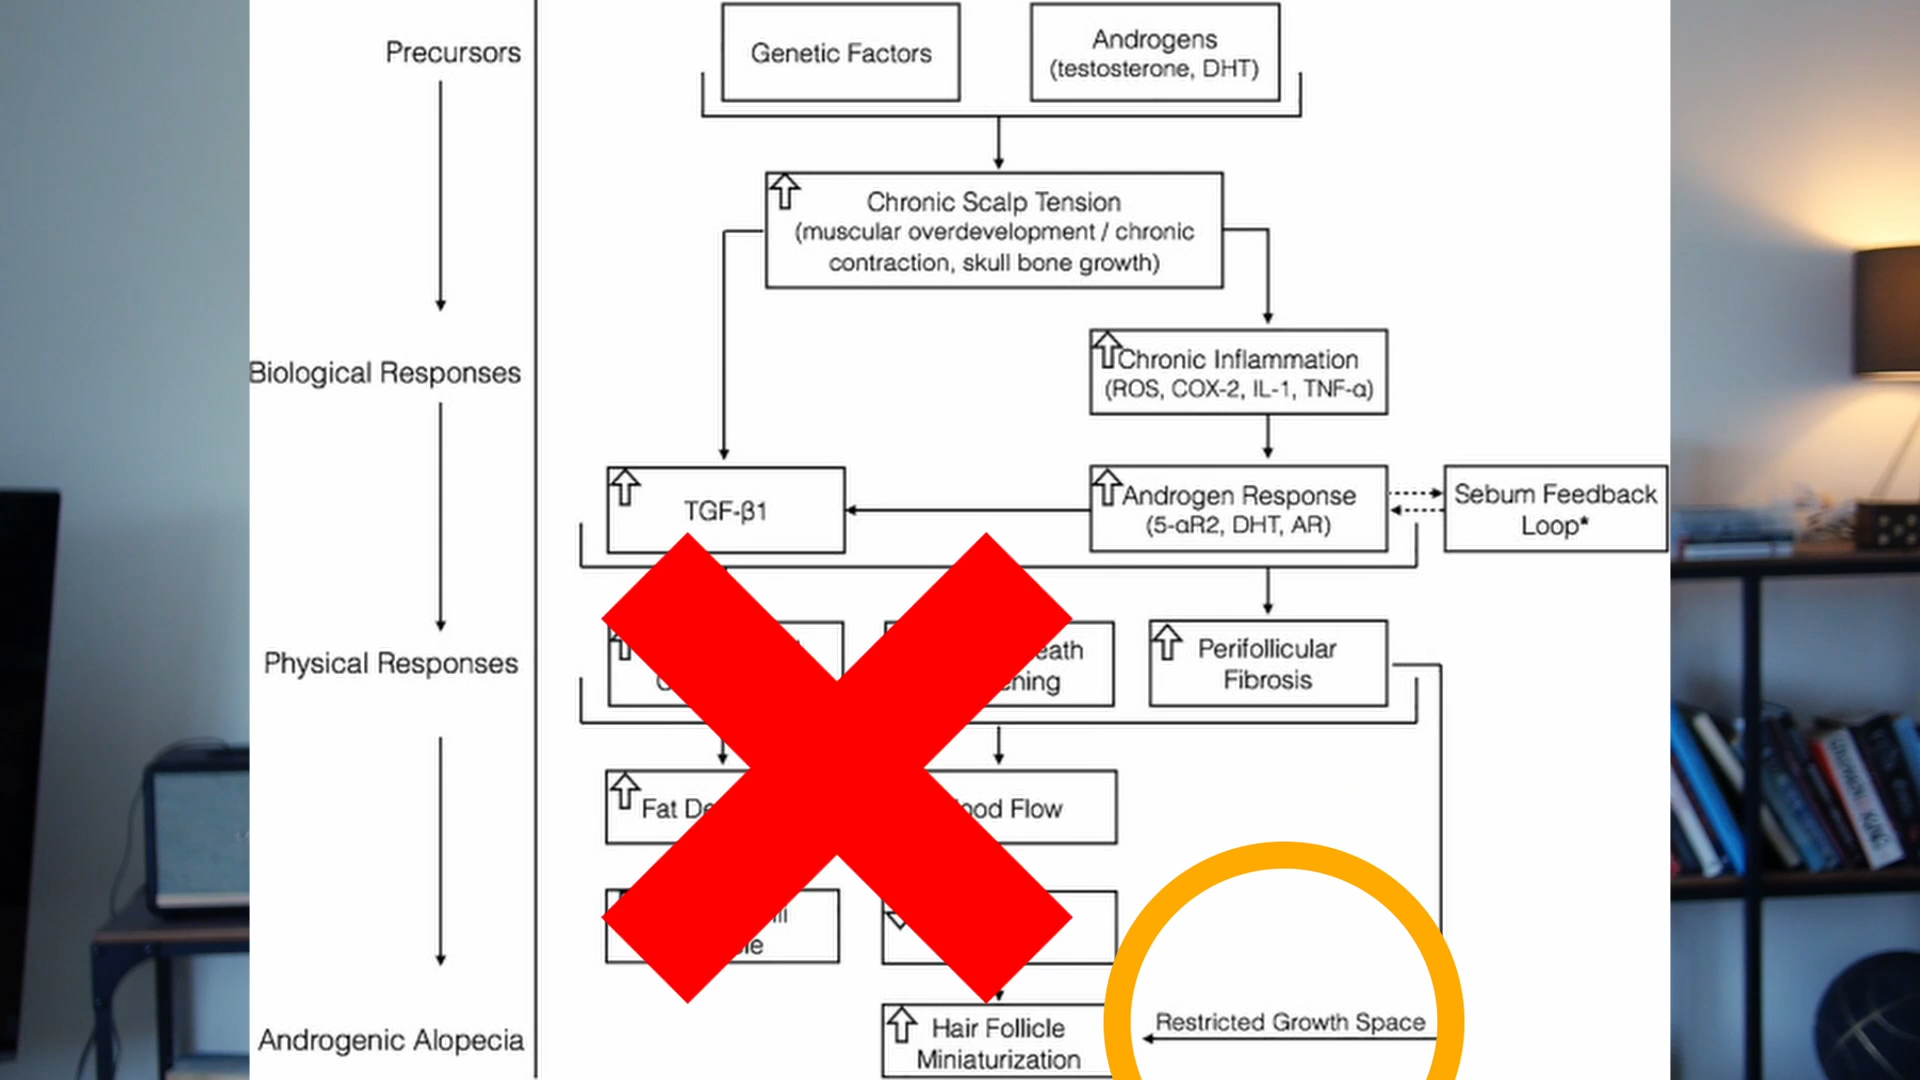 Precursors
Genetic Factors
Androgens
(testosterone, DHT)
Chronic Scalp Tension
(muscular overdevelopment / chronic
contraction, skull bone growth)
Biological Responses
Chronic Inflammation
(ROS, COX-2, IL-1, TNF-α)
TGF-β1
Androgen Response
(5-αR2, DHT, AR)
Sebum Feedback
Loop*
Physical Responses
Perifollicular
Fibrosis
Fat
Flow
Androgenic Alopecia
Hair Follicle
Miniaturization
Restricted Growth Space